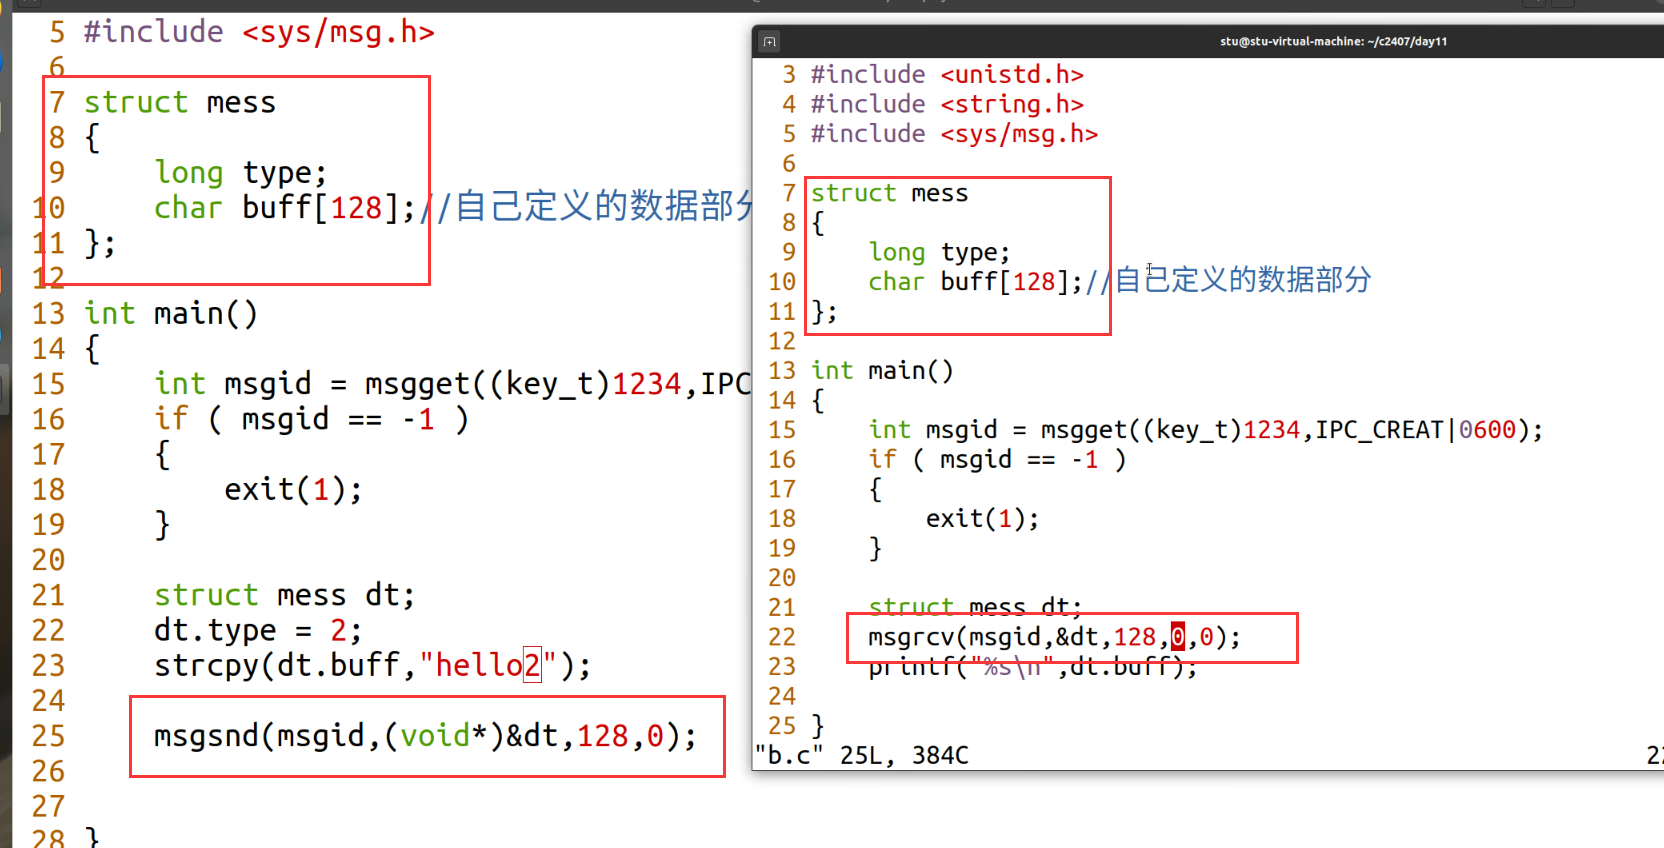 5 #include <sys/msg.h>
6
7 struct mess
8 {
9 long type;
10 char buff[128];//自己定义的数据部分
11 };
12
13 int main()
14 {
15 int msgid = msgget((key_t)1234,IPC
16 if ( msgid == -1 )
17 {
18 exit(1);
19 }
20
21 struct mess dt;
22 dt.type = 2;
23 strcpy(dt.buff,"hello2");
24
25 msgsnd(msgid,(void*)&dt,128,0);
26
27
28 }
stu@stu-virtual-machine: ~/c2407/day11
3 #include <unistd.h>
4 #include <string.h>
5 #include <sys/msg.h>
6
7 struct mess
8 {
9 long type;
10 char buff[128];//自己定义的数据部分
11 };
12
13 int main()
14 {
15 int msgid = msgget((key_t)1234,IPC_CREAT|0600);
16 if ( msgid == -1 )
17 {
18 exit(1);
19 }
20
21 struct mess dt;
22 msgrcv(msgid,&dt,128,0,0);
23 printf("%s\n",dt.buff);
24
25 }
"b.c" 25L, 384C